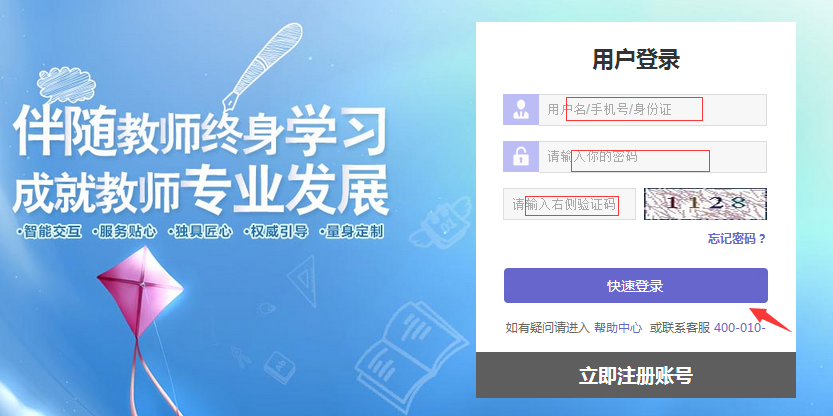 伴随教师终身学习
成就教师专业发展
·智能交互 ·服务贴心 ·独具匠心 ·权威引导 ·量身定制
用户登录
用户名/手机号/身份证
请输入你的密码
请输入右侧验证码
1128
忘记密码？
快速登录
如有疑问请进入 帮助中心 或联系客服 400-010-
立即注册账号